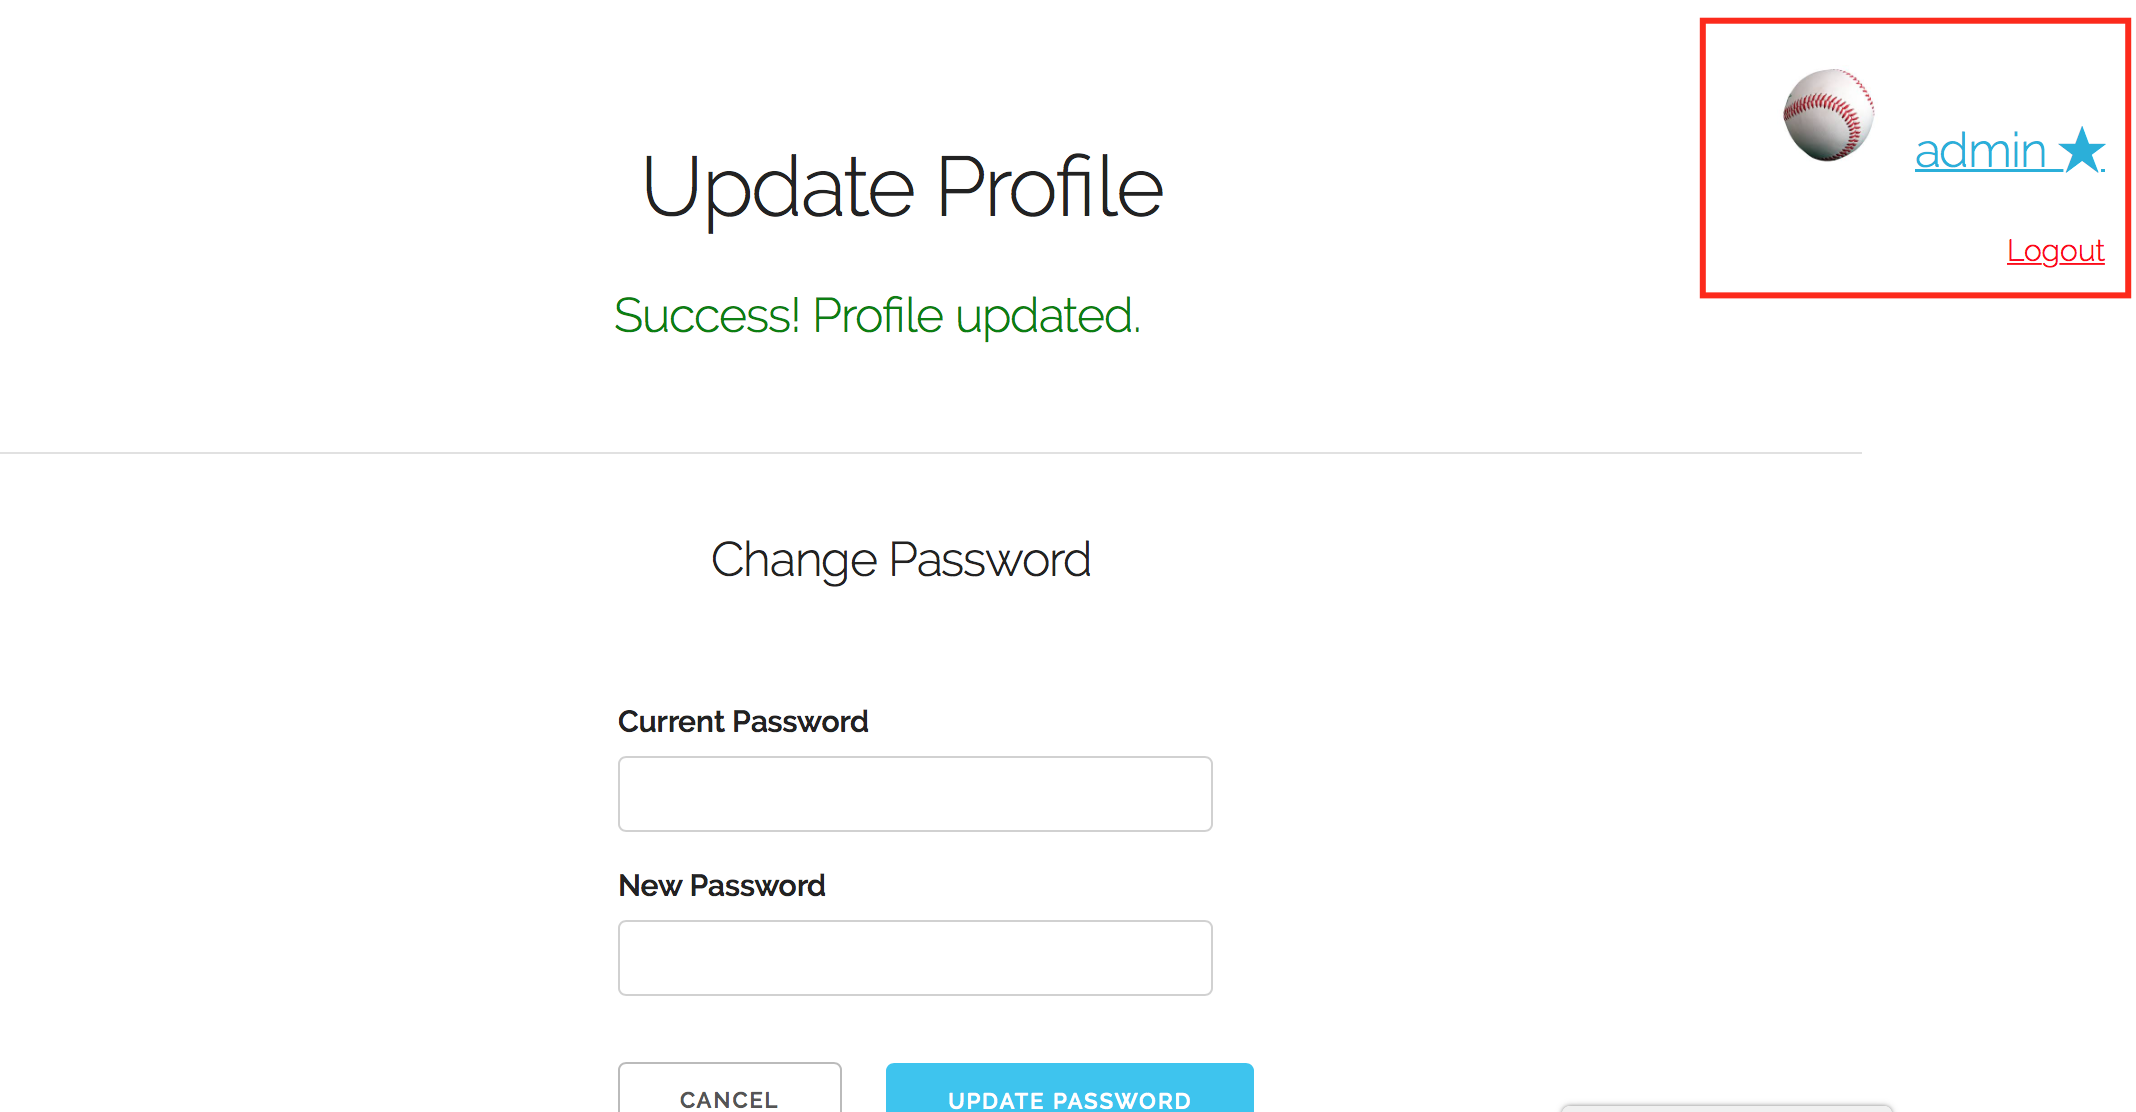 admin ★
Logout
Update Profile
Success! Profile updated.
Change Password
Current Password
New Password
CANCEL
UPDATE PASSWORD